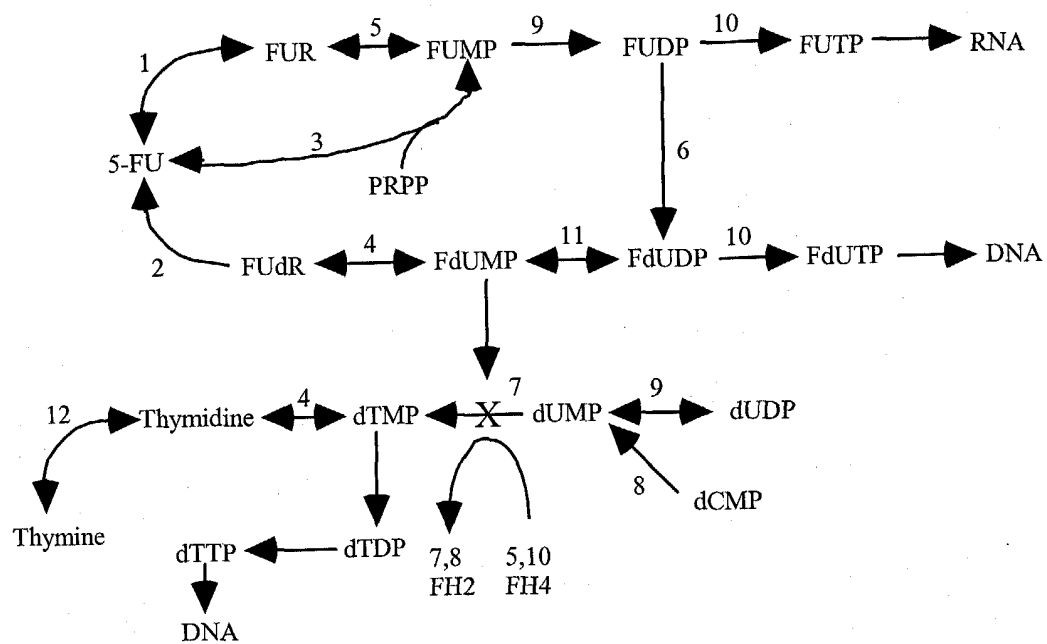 5 9 10
FUR FUMP FUDP FUTP RNA
1
3 6
5-FU
PRPP
2 4 11 10
FUdR FdUMP FdUDP FdUTP DNA
7
12 4 X 9
Thymidine dTMP dUMP dUDP
8
dCMP
Thymine
dTTP dTDP 7,8 5,10
FH2 FH4
DNA